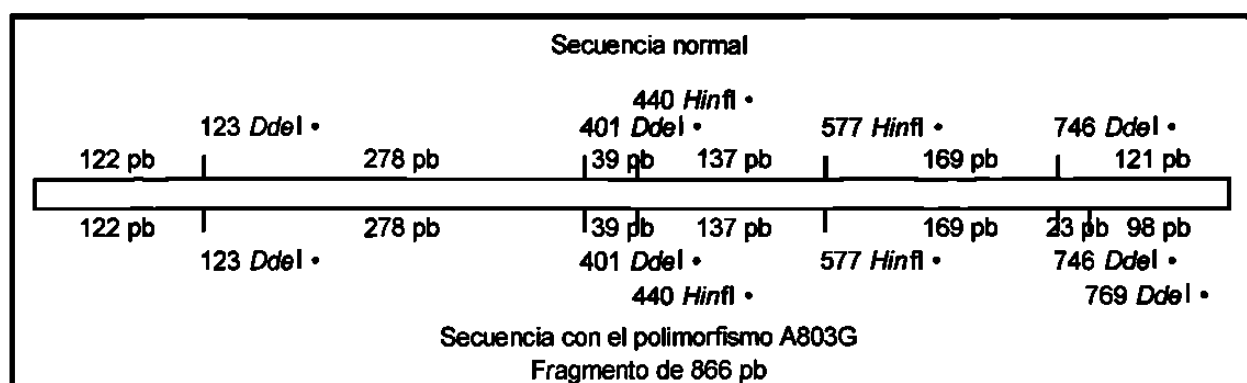 Secuencia normal
440 HinfI •
123 DdeI • 401 DdeI • 577 HinfI • 746 DdeI •
122 pb 278 pb 39 pb 137 pb 169 pb 121 pb
122 pb 278 pb 39 pb 137 pb 169 pb 23 pb 98 pb
123 DdeI • 401 DdeI • 577 HinfI • 746 DdeI •
440 HinfI • 769 DdeI •
Secuencia con el polimorfismo A803G
Fragmento de 866 pb